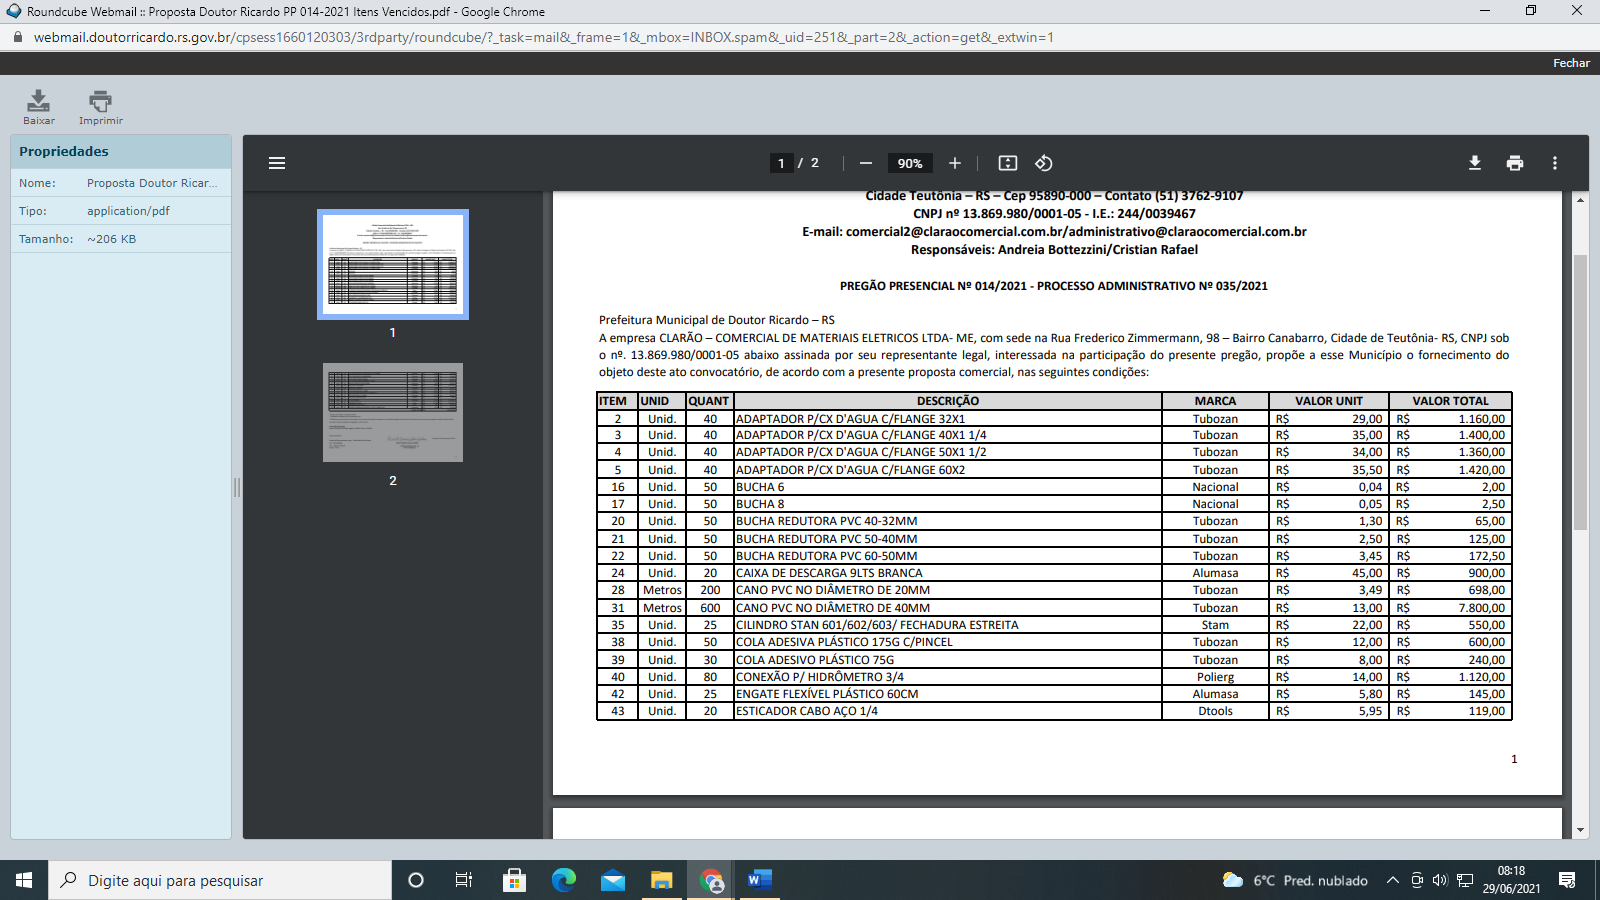 Roundcube Webmail :: Proposta Doutor Ricardo PP 014-2021 Itens Vencidos.pdf - Google Chrome
webmail.doutorricardo.rs.gov.br/cpsess1660120303/3rdparty/roundcube/?_task=mail&_frame=1&_mbox=INBOX.spam&_uid=251&_part=2&_action=get&_extwin=1
Fechar
Baixar Imprimir
Propriedades
Nome: Proposta Doutor Ricar...
Tipo: application/pdf
Tamanho: ~206 KB
1 / 2 90%
1
2
Cidade Teutônia – RS – Cep 95890-000 – Contato (51) 3762-9107
CNPJ nº 13.869.980/0001-05 - I.E.: 244/0039467
E-mail: comercial2@claraocomercial.com.br/administrativo@claraocomercial.com.br
Responsáveis: Andreia Bottezzini/Cristian Rafael
PREGÃO PRESENCIAL Nº 014/2021 - PROCESSO ADMINISTRATIVO Nº 035/2021
Prefeitura Municipal de Doutor Ricardo – RS
A empresa CLARÃO – COMERCIAL DE MATERIAIS ELETRICOS LTDA- ME, com sede na Rua Frederico Zimmermann, 98 – Bairro Canabarro, Cidade de Teutônia- RS, CNPJ sob
o nº. 13.869.980/0001-05 abaixo assinada por seu representante legal, interessada na participação do presente pregão, propõe a esse Município o fornecimento do
objeto deste ato convocatório, de acordo com a presente proposta comercial, nas seguintes condições:
ITEM UNID QUANT DESCRIÇÃO MARCA VALOR UNIT VALOR TOTAL
2 Unid. 40 ADAPTADOR P/CX D'AGUA C/FLANGE 32X1 Tubozan R$ 29,00 R$ 1.160,00
3 Unid. 40 ADAPTADOR P/CX D'AGUA C/FLANGE 40X1 1/4 Tubozan R$ 35,00 R$ 1.400,00
4 Unid. 40 ADAPTADOR P/CX D'AGUA C/FLANGE 50X1 1/2 Tubozan R$ 34,00 R$ 1.360,00
5 Unid. 40 ADAPTADOR P/CX D'AGUA C/FLANGE 60X2 Tubozan R$ 35,50 R$ 1.420,00
16 Unid. 50 BUCHA 6 Nacional R$ 0,04 R$ 2,00
17 Unid. 50 BUCHA 8 Nacional R$ 0,05 R$ 2,50
20 Unid. 50 BUCHA REDUTORA PVC 40-32MM Tubozan R$ 1,30 R$ 65,00
21 Unid. 50 BUCHA REDUTORA PVC 50-40MM Tubozan R$ 2,50 R$ 125,00
22 Unid. 50 BUCHA REDUTORA PVC 60-50MM Tubozan R$ 3,45 R$ 172,50
24 Unid. 20 CAIXA DE DESCARGA 9LTS BRANCA Alumasa R$ 45,00 R$ 900,00
28 Metros 200 CANO PVC NO DIÂMETRO DE 20MM Tubozan R$ 3,49 R$ 698,00
31 Metros 600 CANO PVC NO DIÂMETRO DE 40MM Tubozan R$ 13,00 R$ 7.800,00
35 Unid. 25 CILINDRO STAN 601/602/603/ FECHADURA ESTREITA Stam R$ 22,00 R$ 550,00
38 Unid. 50 COLA ADESIVA PLÁSTICO 175G C/PINCEL Tubozan R$ 12,00 R$ 600,00
39 Unid. 30 COLA ADESIVO PLÁSTICO 75G Tubozan R$ 8,00 R$ 240,00
40 Unid. 80 CONEXÃO P/ HIDRÔMETRO 3/4 Polierg R$ 14,00 R$ 1.120,00
42 Unid. 25 ENGATE FLEXÍVEL PLÁSTICO 60CM Alumasa R$ 5,80 R$ 145,00
43 Unid. 20 ESTICADOR CABO AÇO 1/4 Dtools R$ 5,95 R$ 119,00
1
Digite aqui para pesquisar
6°C Pred. nublado
08:18
29/06/2021